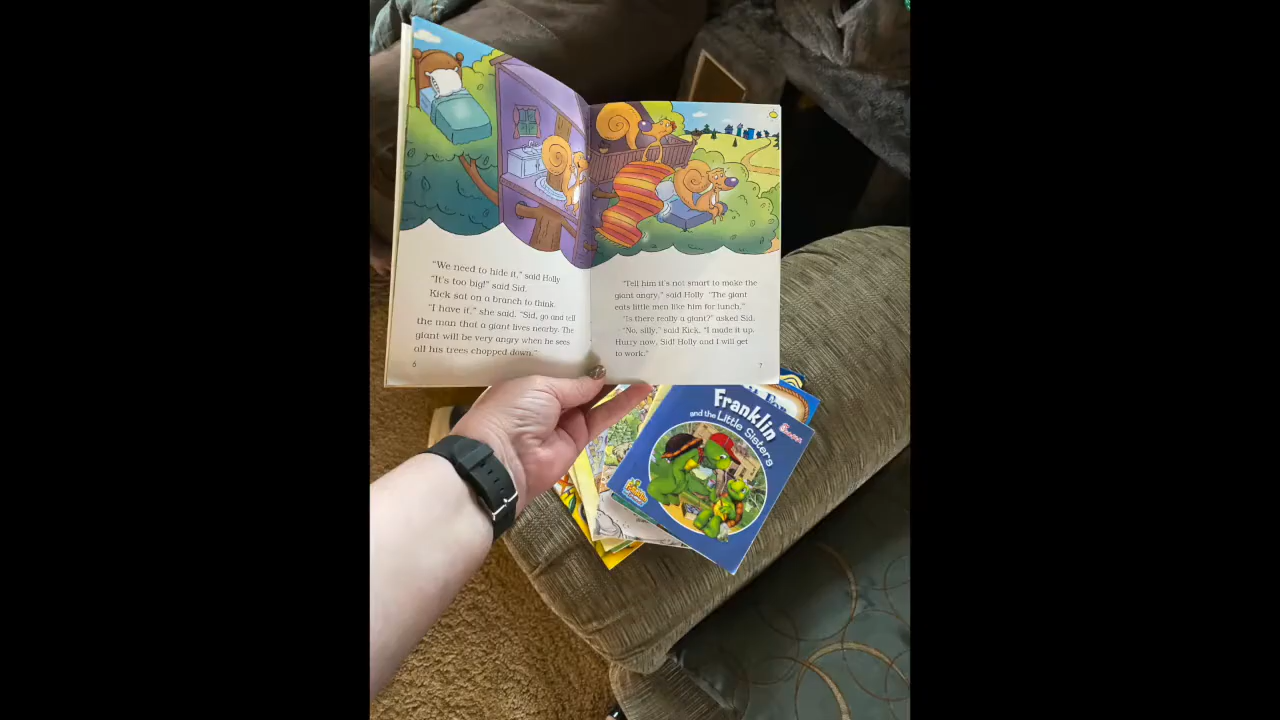 "We need to hide it," said Holly
"It's too big!" said Sid.
Kick sat on a branch to think.
"I have it," she said. "Sid, go and tell
the man that a giant lives nearby. The
giant will be very angry when he sees
all his trees chopped down."
6
"Tell him it's not smart to make the
giant angry," said Holly "The giant
eats little men like him for lunch."
"Is there really a giant?" asked Sid.
"No, silly," said Kick. "I made it up.
Hurry now, Sid! Holly and I will get
to work."
7
Franklin
and the Little Sisters